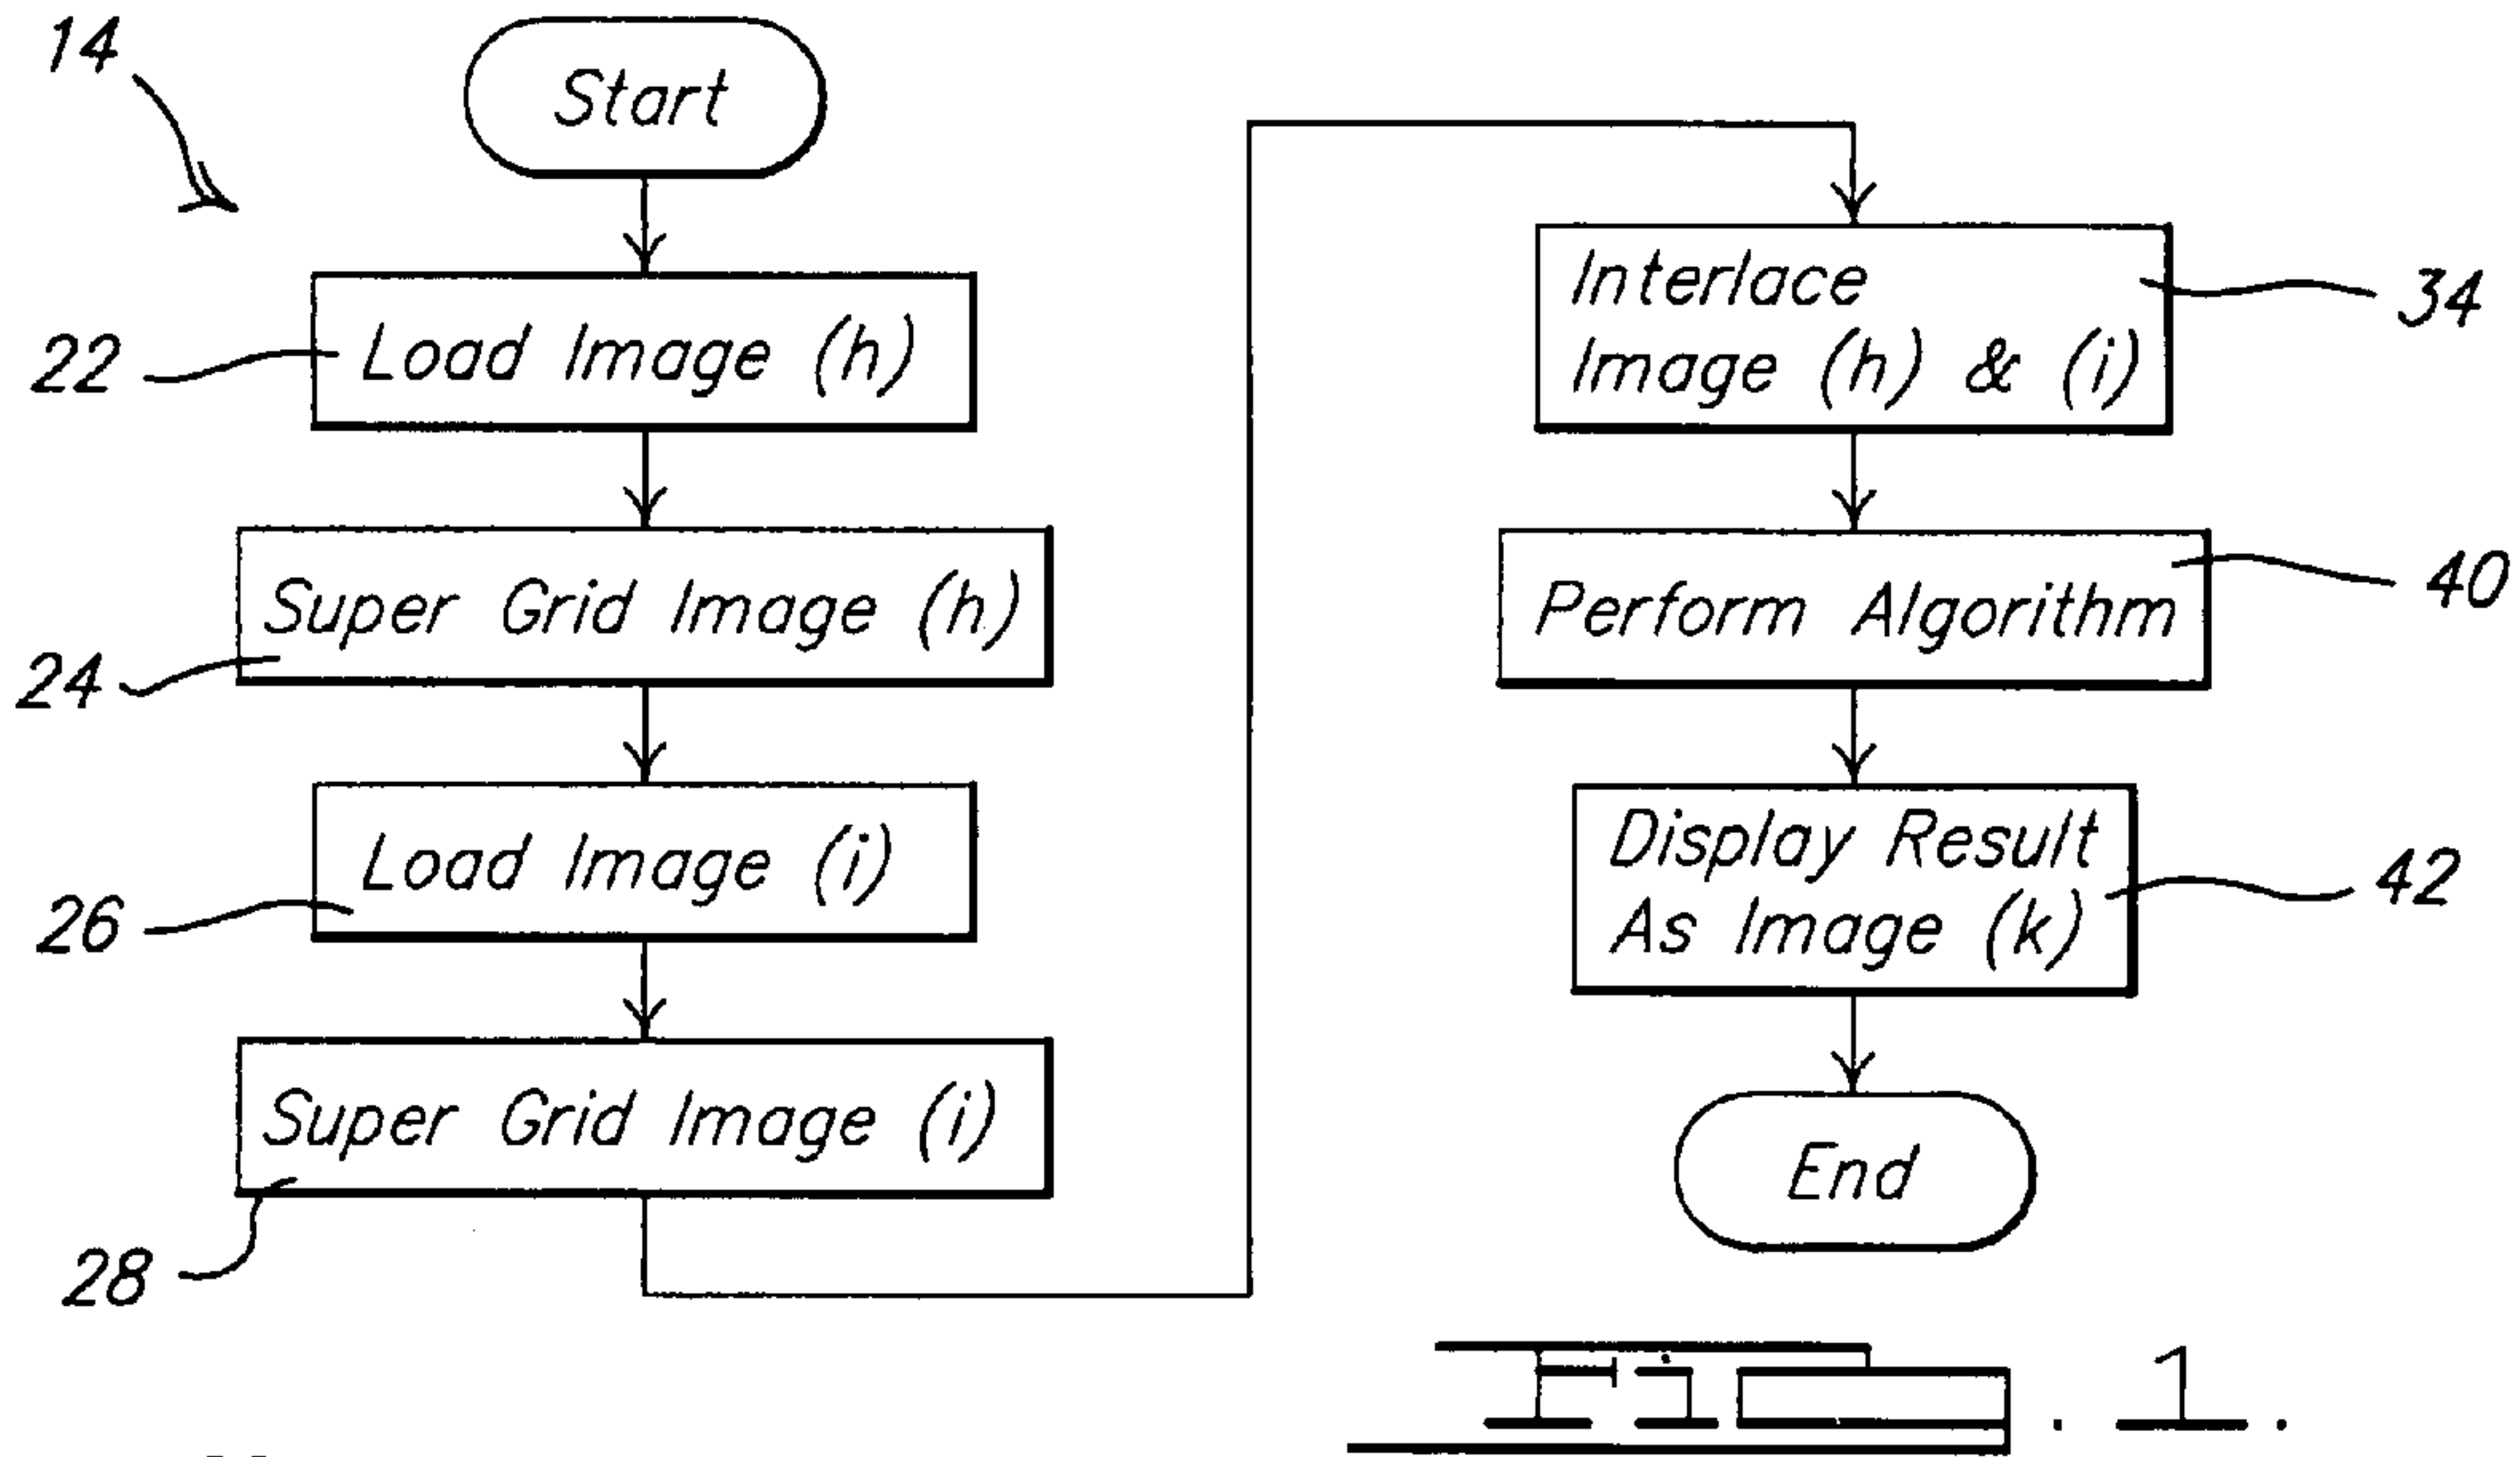 14
Start
22
Load Image (h)
24
Super Grid Image (h)
26
Load Image (i)
28
Super Grid Image (i)
Interlace
Image (h) & (i)
34
Perform Algorithm
40
Display Result
As Image (k)
42
End
Fig. 1.